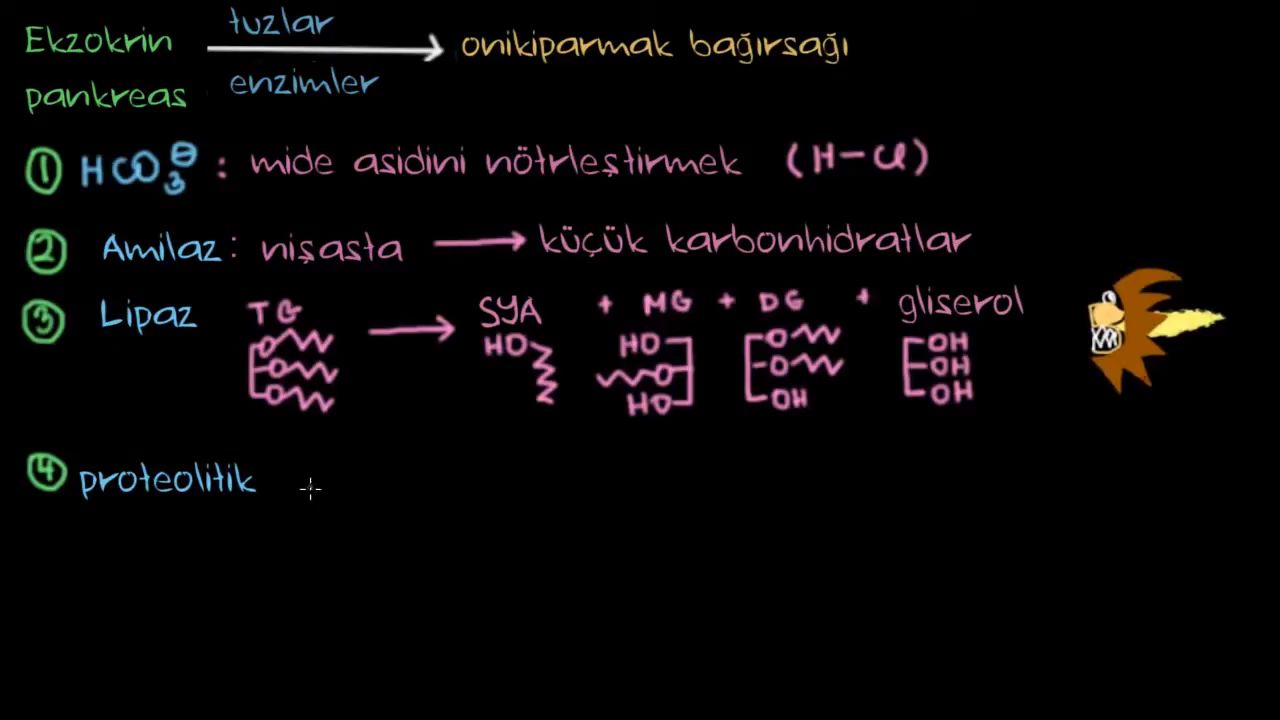 Ekzokrin pankreas
tuzlar
enzimler
onikiparmak bağırsağı
1 HCO3⊖ : mide asidini nötrleştirmek (H-Cl)
2 Amilaz: nişasta → küçük karbonhidratlar
3 Lipaz TG → SYA + MG + DG + gliserol
O HO HO O OH
O O O OH
O HO OH OH
4 proteolitik